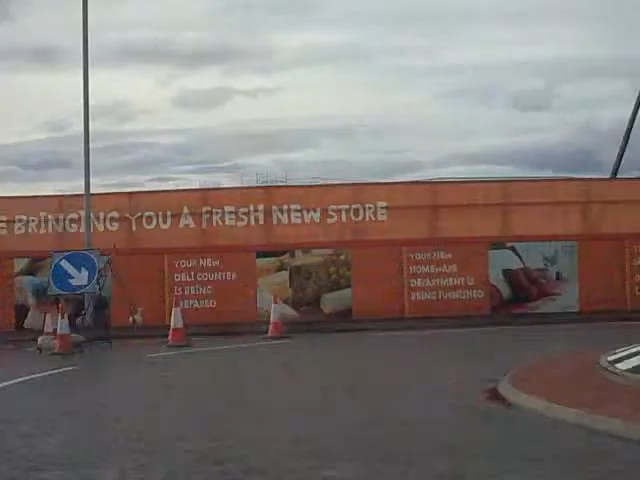 E BRINGING YOU A FRESH NEW STORE
YOUR NEW
DELI COUNTER
IS BEING
PREPARED
YOUR NEW
HOMEWARE
DEPARTMENT IS
BEING FURNISHED